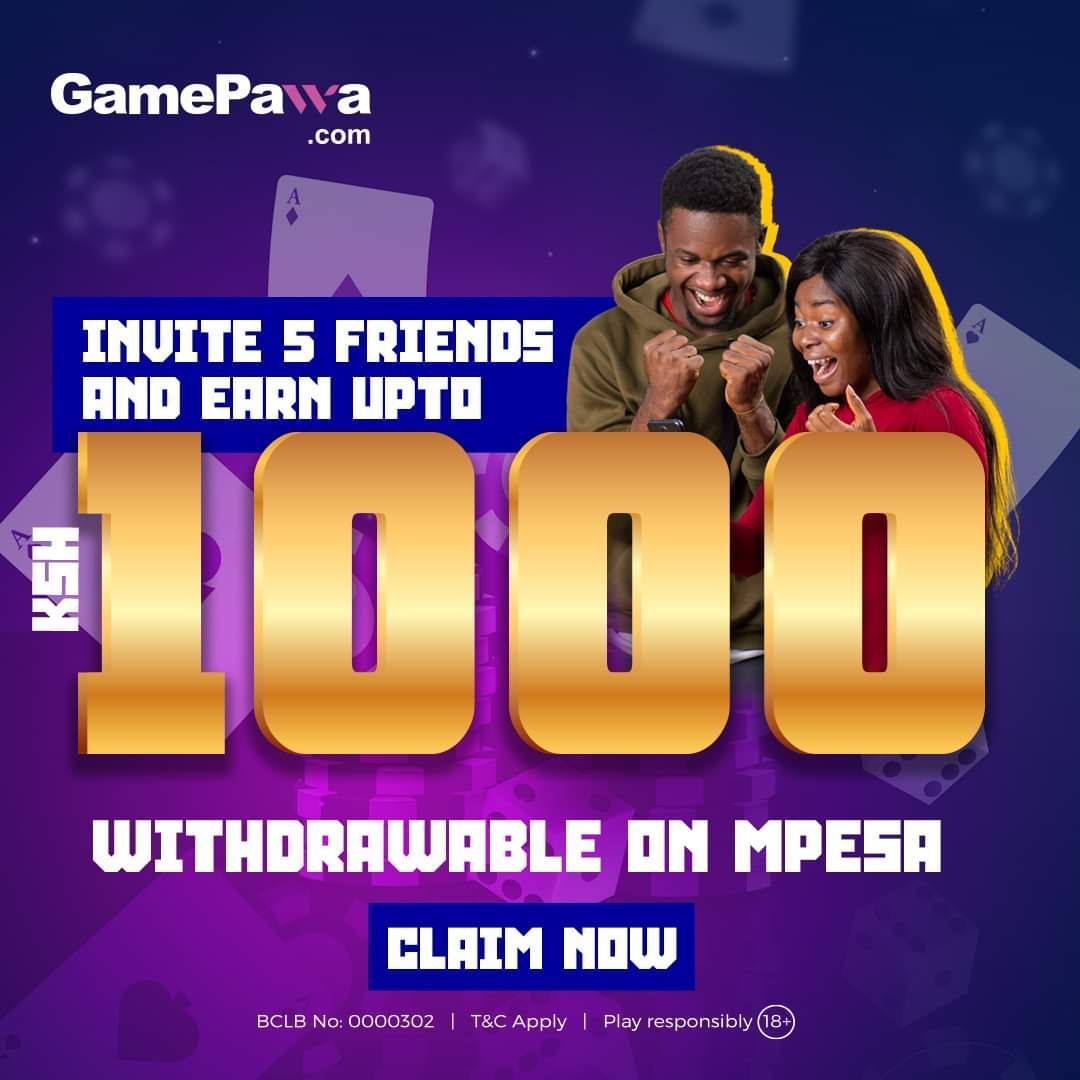 GamePawa
.com
A
INVITE 5 FRIENDS
AND EARN UPTO
A
A
KSH
1000
WITHDRAWABLE ON MPESA
CLAIM NOW
BCLB No: 0000302 | T&C Apply | Play responsibly 18+